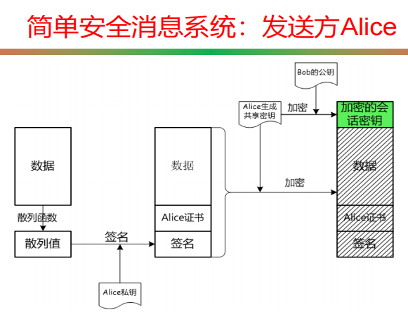 简单安全消息系统：发送方Alice
Bob的公钥
Alice生成
共享密钥
加密
加密的会
话密钥
数据
数据
数据
加密
散列函数
Alice证书
Alice证书
散列值
签名
签名
签名
Alice私钥